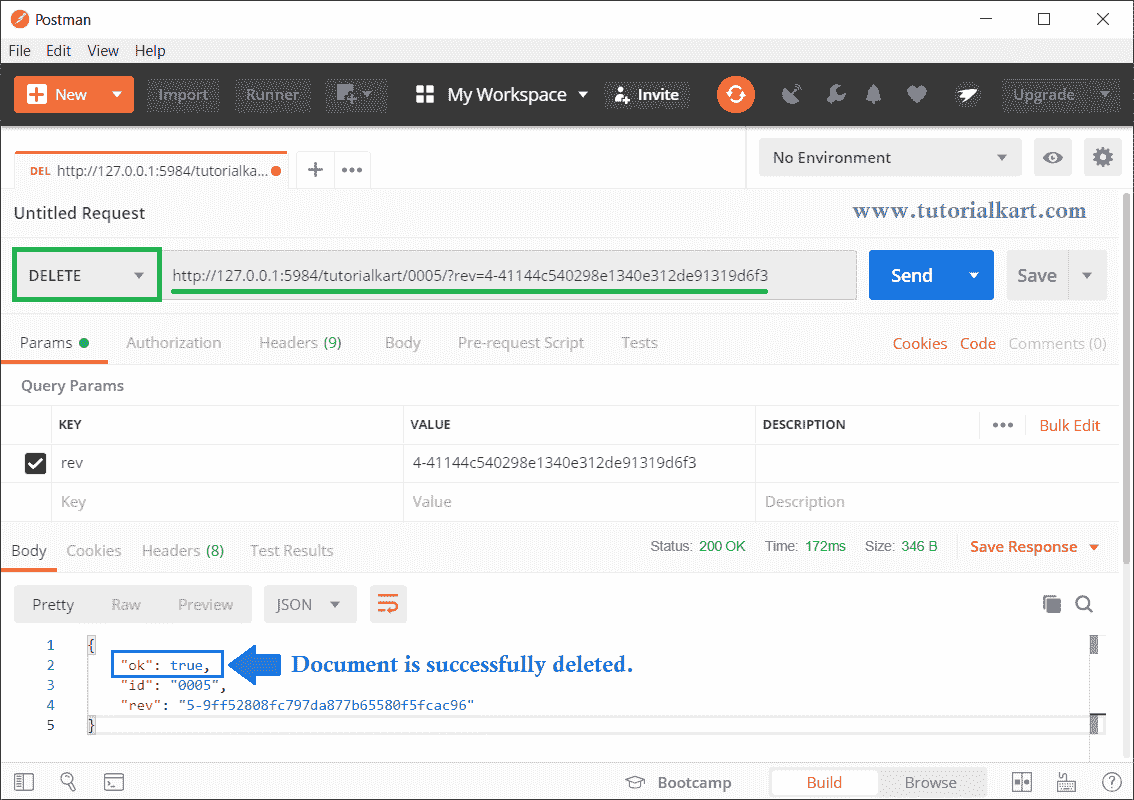 Postman
File Edit View Help
New Import Runner My Workspace Invite Upgrade
DEL http://127.0.0.1:5984/tutorialka...
No Environment
Untitled Request
www.tutorialkart.com
DELETE http://127.0.0.1:5984/tutorialkart/0005/?rev=4-41144c540298e1340e312de91319d6f3 Send Save
Params Authorization Headers (9) Body Pre-request Script Tests Cookies Code Comments (0)
Query Params
KEY VALUE DESCRIPTION Bulk Edit
rev 4-41144c540298e1340e312de91319d6f3
Key Value Description
Body Cookies Headers (8) Test Results Status: 200 OK Time: 172ms Size: 346 B Save Response
Pretty Raw Preview JSON
1 {
2 "ok": true, Document is successfully deleted.
3 "id": "0005",
4 "rev": "5-9ff52808fc797da877b65580f5fcac96"
5 }
Bootcamp Build Browse